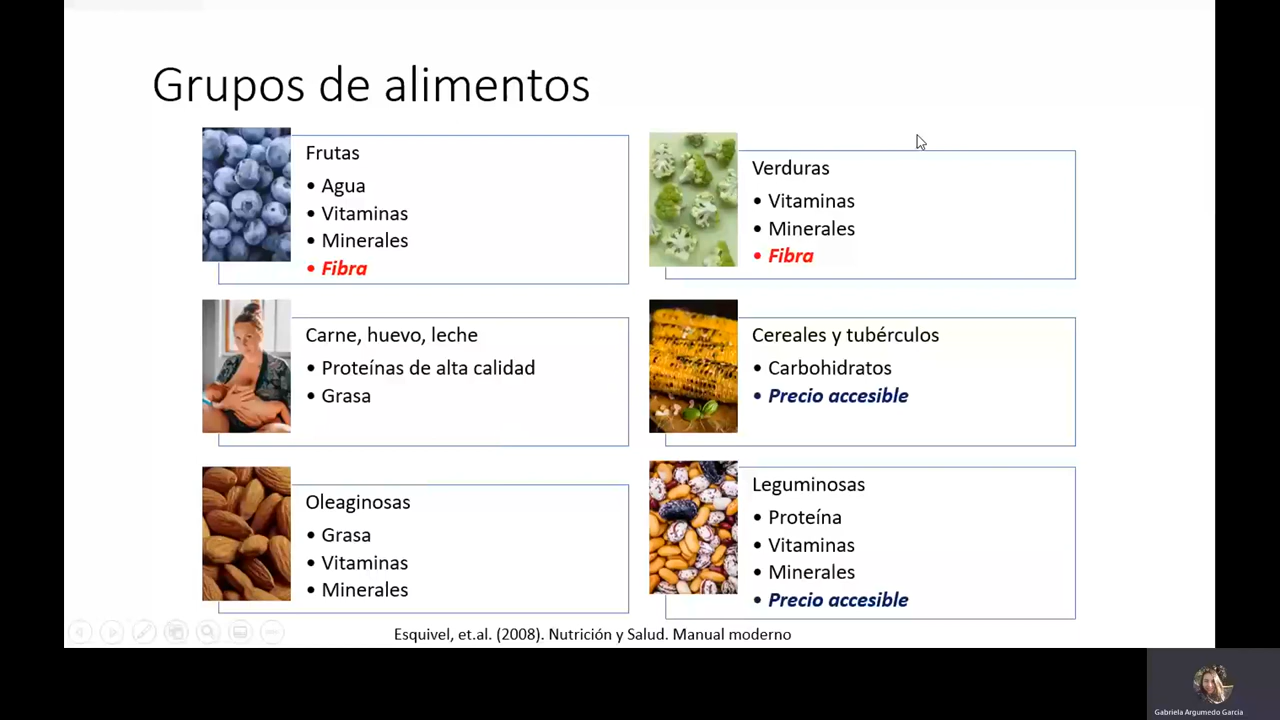 Grupos de alimentos
Frutas
• Agua
• Vitaminas
• Minerales
• Fibra
Verduras
• Vitaminas
• Minerales
• Fibra
Carne, huevo, leche
• Proteínas de alta calidad
• Grasa
Cereales y tubérculos
• Carbohidratos
• Precio accesible
Oleaginosas
• Grasa
• Vitaminas
• Minerales
Leguminosas
• Proteína
• Vitaminas
• Minerales
• Precio accesible
Esquivel, et.al. (2008). Nutrición y Salud. Manual moderno
Gabriela Argumedo Garcia